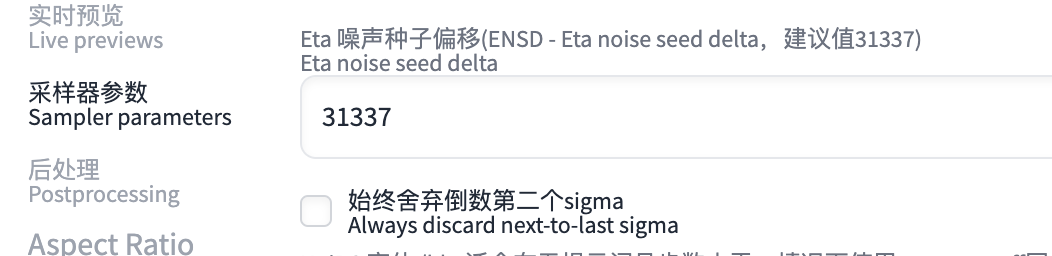 实时预览
Live previews
采样器参数
Sampler parameters
后处理
Postprocessing
Aspect Ratio
Eta 噪声种子偏移(ENSD - Eta noise seed delta，建议值31337)
Eta noise seed delta
31337
始终舍弃倒数第二个sigma
Always discard next-to-last sigma